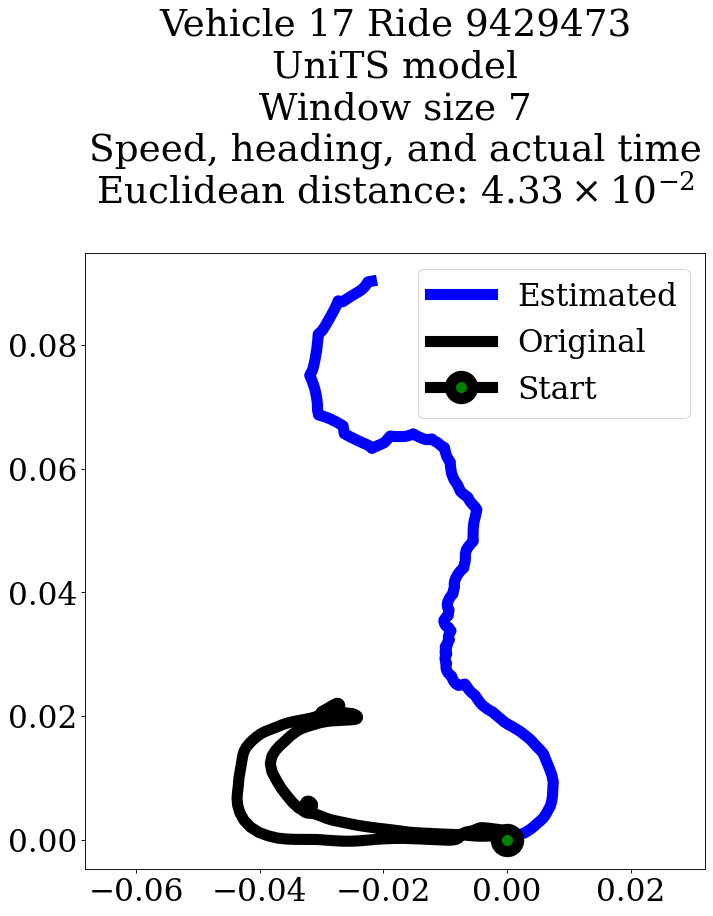 Vehicle 17 Ride 9429473
UniTS model
Window size 7
Speed, heading, and actual time
Euclidean distance: 4.33 × 10⁻²
Estimated
Original
Start
0.08
0.06
0.04
0.02
0.00
−0.06 −0.04 −0.02 0.00 0.02